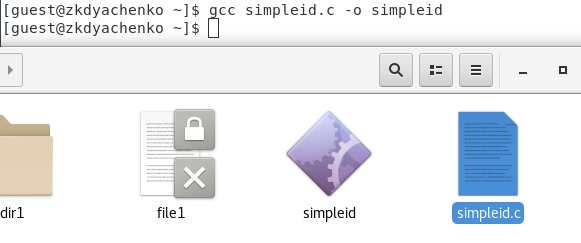 [guest@zkdyachenko ~]$ gcc simpleid.c -o simpleid
[guest@zkdyachenko ~]$
dir1 file1 simpleid simpleid.c